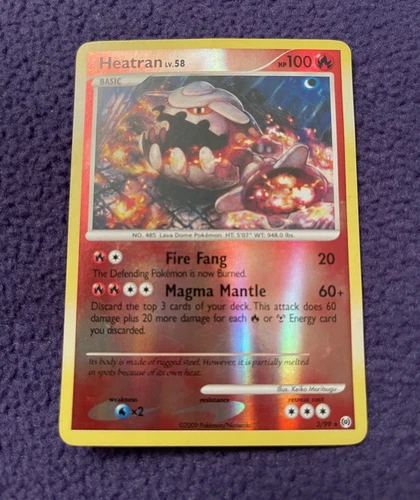 Heatran LV.58 HP 100
BASIC
NO. 485 Lava Dome Pokémon HT: 5'07" WT: 948.0 lbs.
Fire Fang 20
The Defending Pokémon is now Burned.
Magma Mantle 60+
Discard the top 3 cards of your deck. This attack does 60
damage plus 20 more damage for each or Energy card
you discarded.
Its body is made of rugged steel. However, it is partially melted
in spots because of its own heat.
Illus. Keiko Moritsugu
weakness resistance retreat cost
×2
©2009 Pokémon/Nintendo 2/99